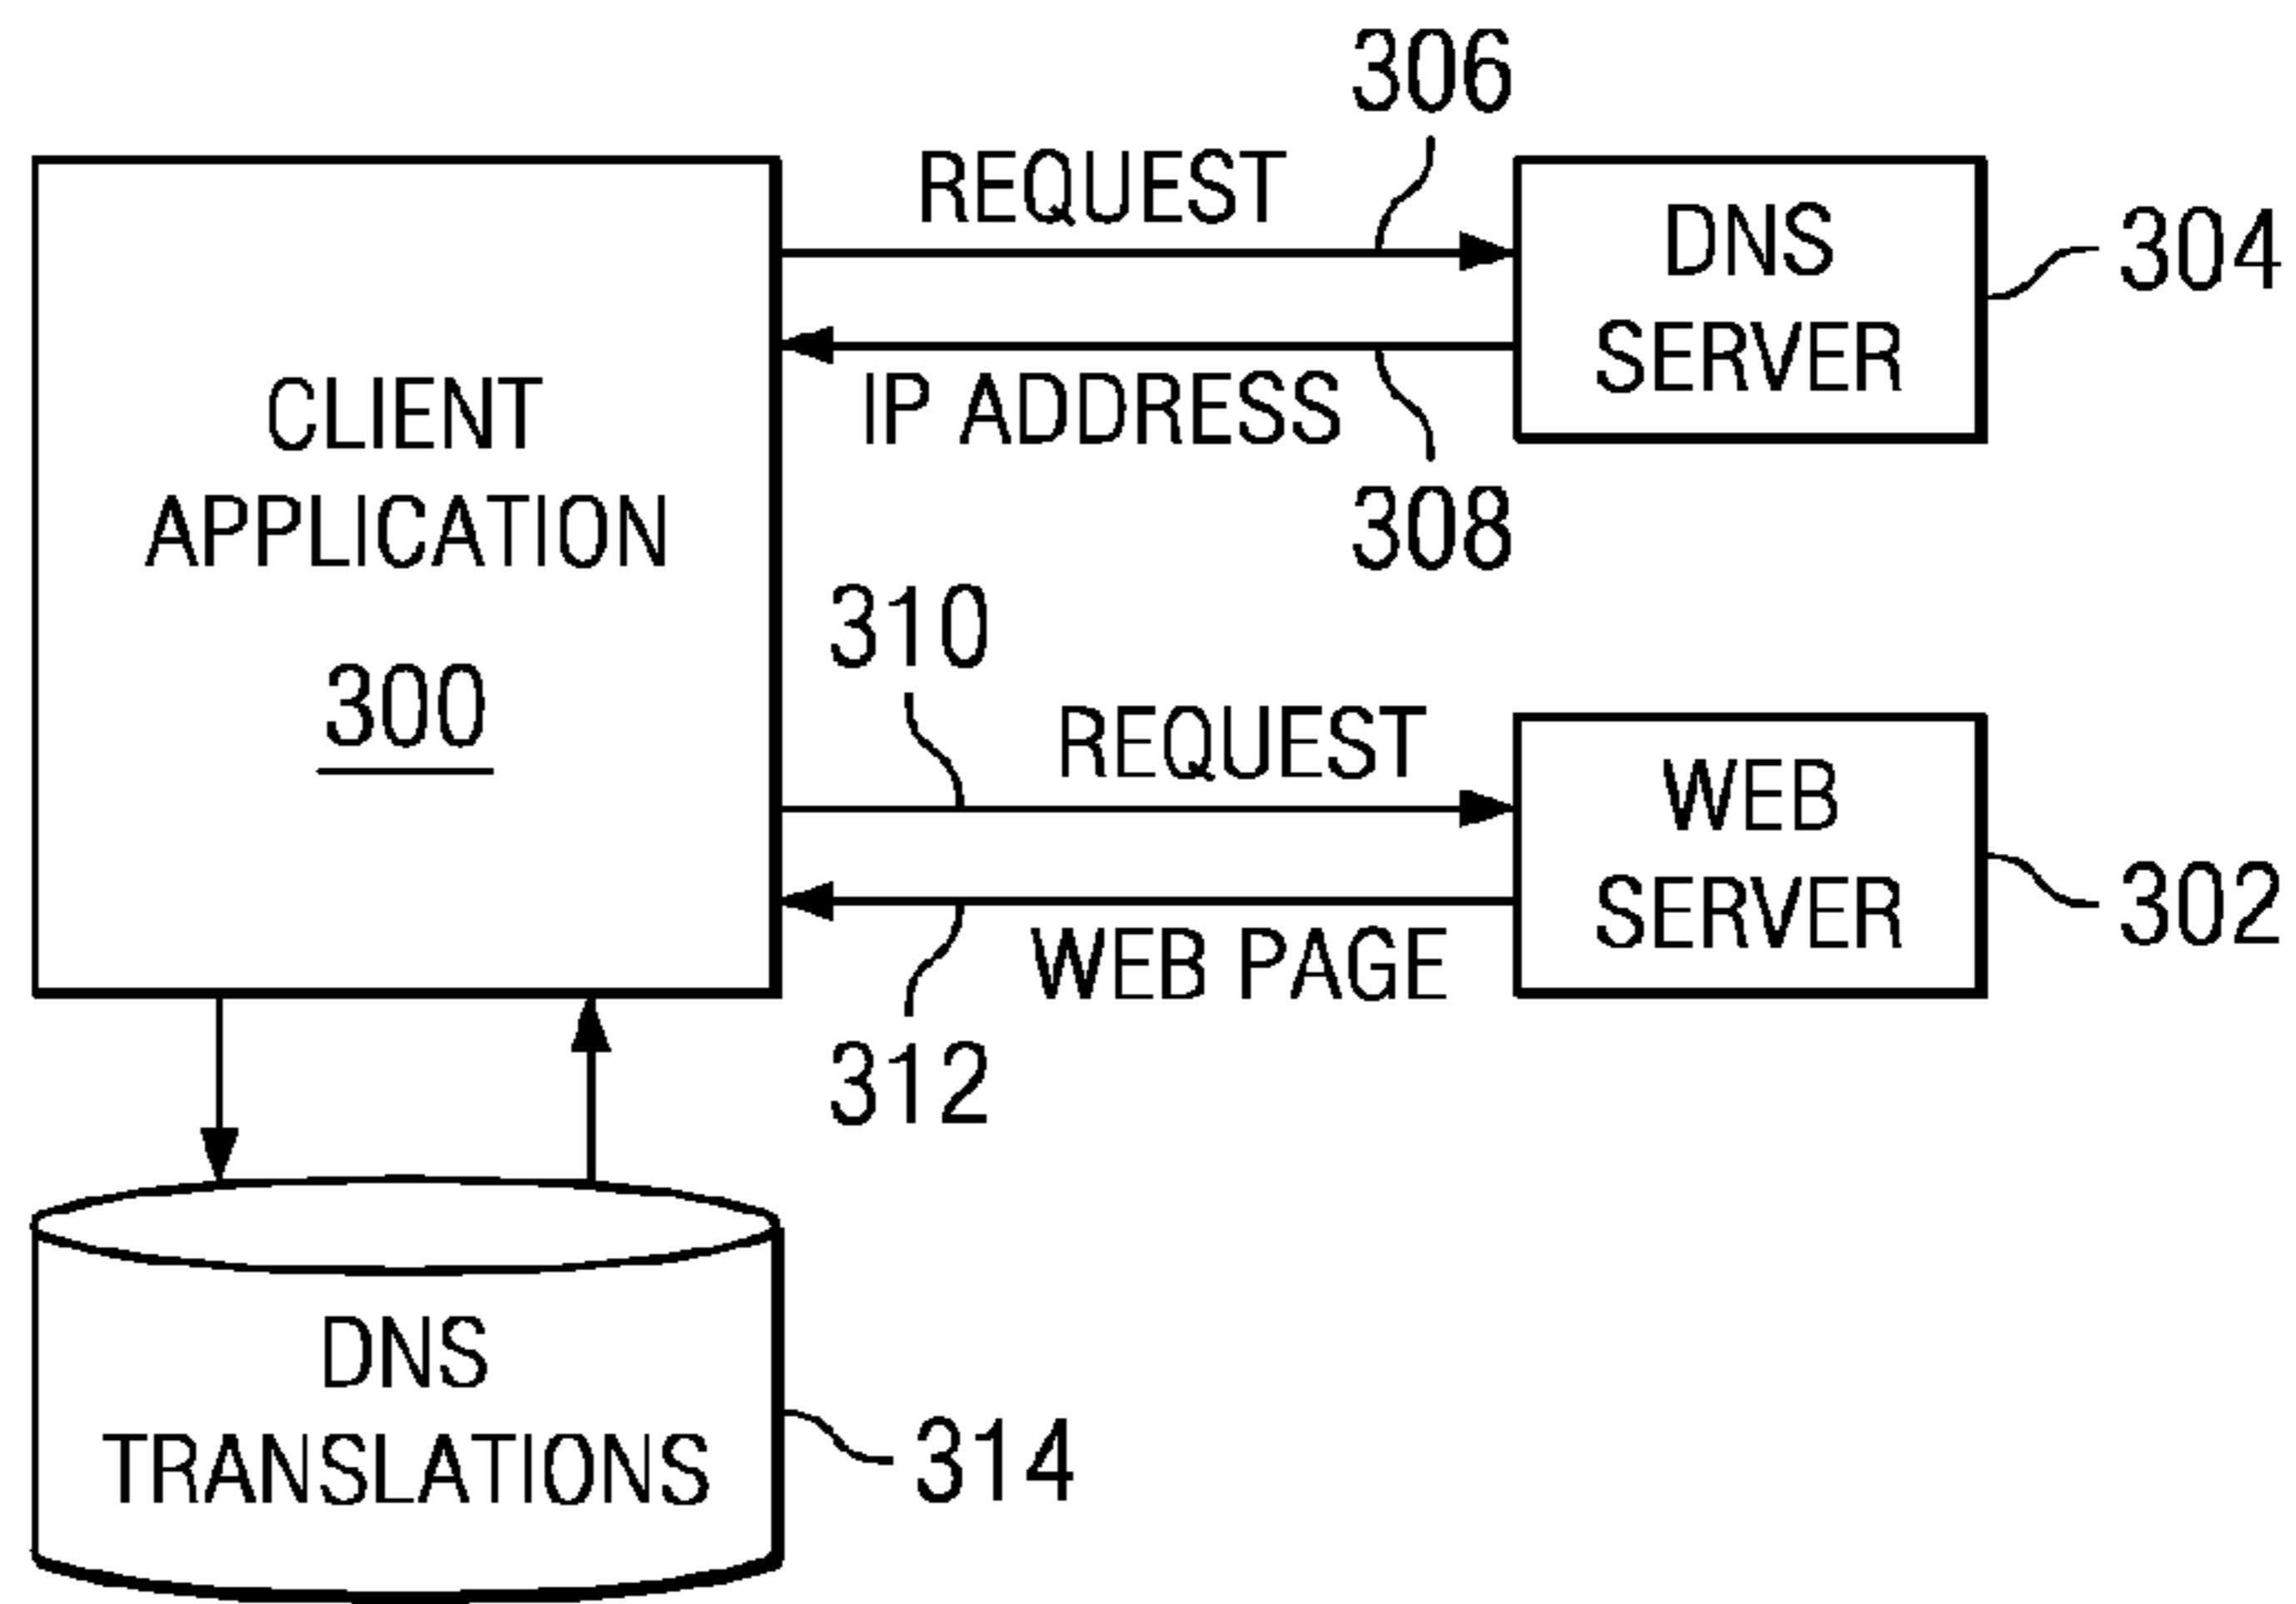 306
REQUEST
DNS
SERVER
304
IP ADDRESS
308
CLIENT
APPLICATION
300
310
REQUEST
WEB
SERVER
302
WEB PAGE
312
DNS
TRANSLATIONS
314